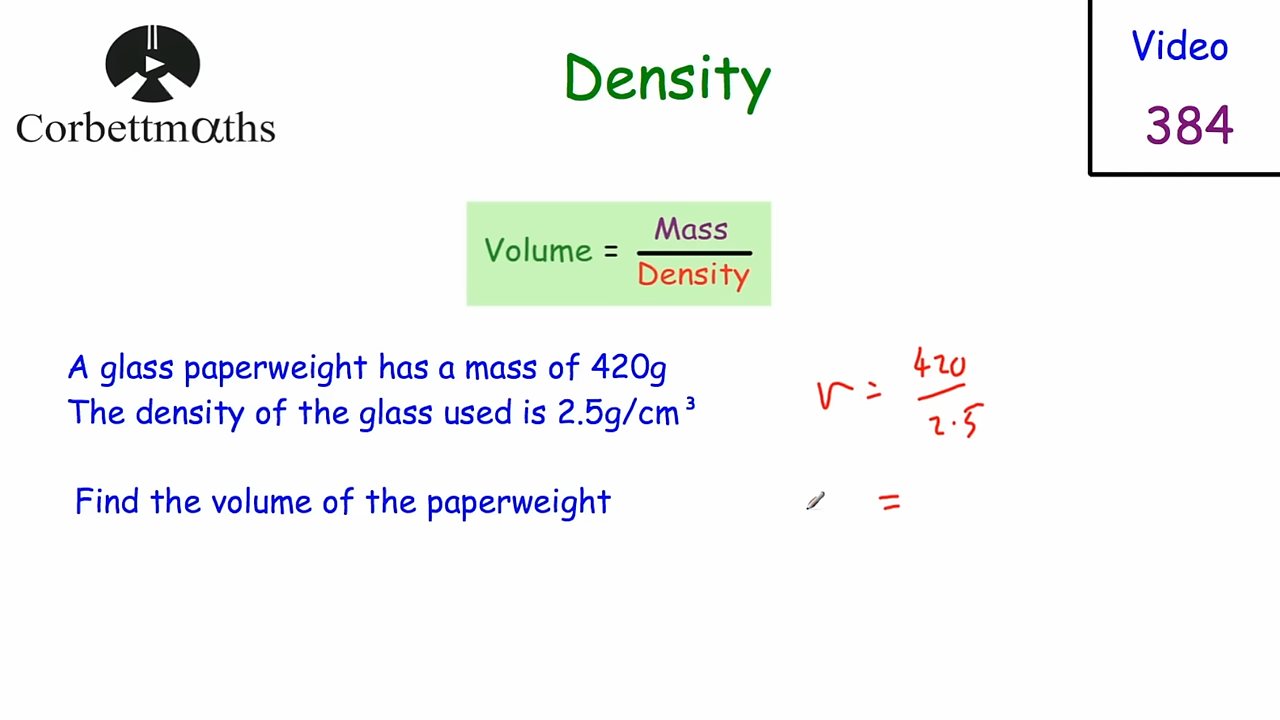 Corbettmαths
Density
Video
384
Volume = Mass
Density
A glass paperweight has a mass of 420g
The density of the glass used is 2.5g/cm³
Find the volume of the paperweight
v = 420
2.5
=